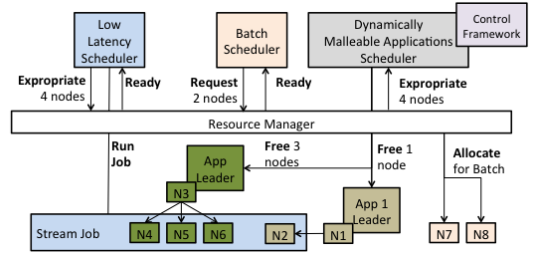 Low
Latency
Scheduler
Batch
Scheduler
Dynamically
Malleable Applications
Scheduler
Control
Framework
Expropriate
4 nodes
Ready
Request
2 nodes
Ready
Expropriate
4 nodes
Resource Manager
Run
Job
App
Leader
Free 3
nodes
Free 1
node
Allocate
for Batch
N3
App 1
Leader
Stream Job
N4
N5
N6
N2
N1
N7
N8